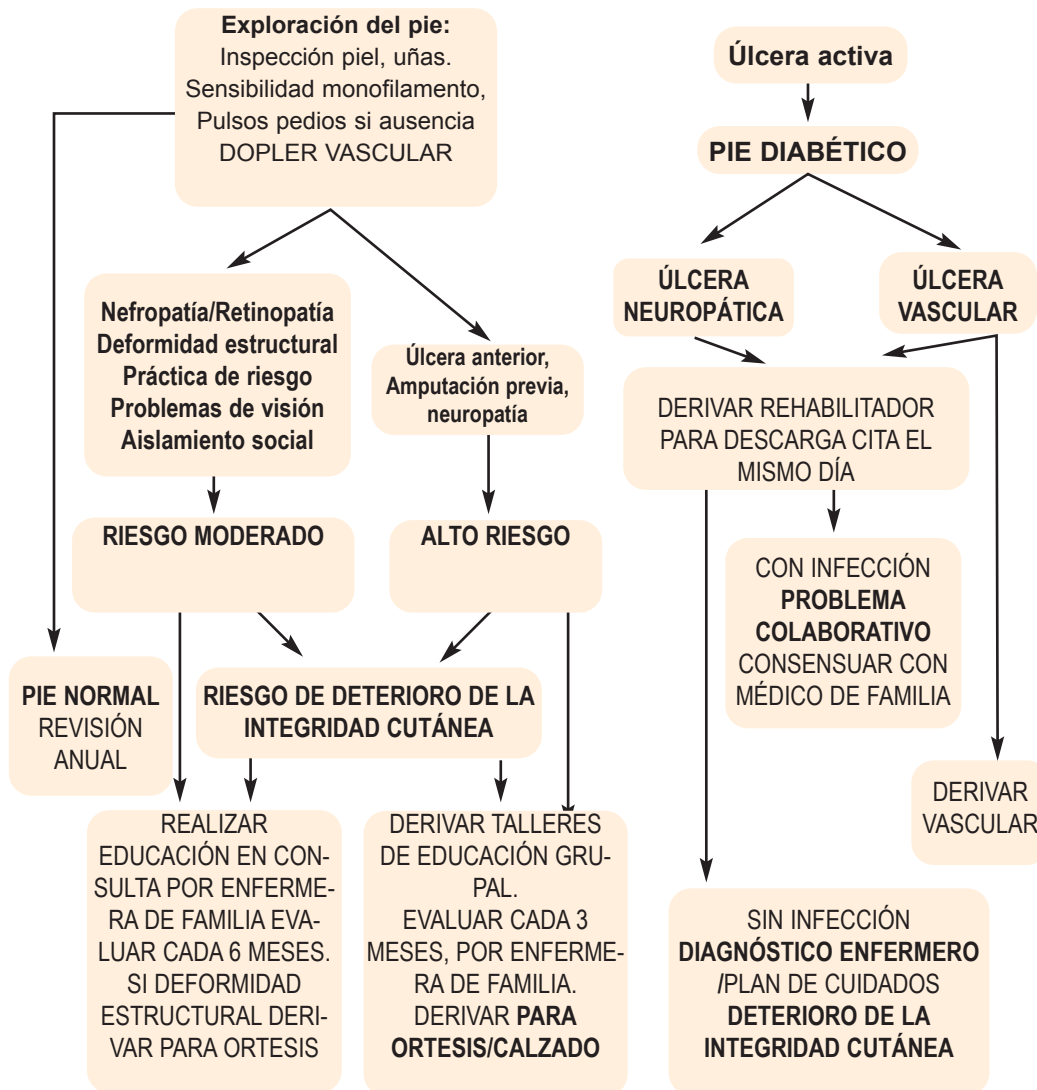 Exploración del pie:
Inspección piel, uñas.
Sensibilidad monofilamento,
Pulsos pedios si ausencia
DOPLER VASCULAR
Nefropatía/Retinopatía
Deformidad estructural
Práctica de riesgo
Problemas de visión
Aislamiento social
Úlcera anterior,
Amputación previa,
neuropatía
RIESGO MODERADO
ALTO RIESGO
PIE NORMAL
REVISIÓN
ANUAL
RIESGO DE DETERIORO DE LA
INTEGRIDAD CUTÁNEA
REALIZAR
EDUCACIÓN EN CON-
SULTA POR ENFERME-
RA DE FAMILIA EVA-
LUAR CADA 6 MESES.
SI DEFORMIDAD
ESTRUCTURAL DERI-
VAR PARA ORTESIS
DERIVAR TALLERES
DE EDUCACIÓN GRU-
PAL.
EVALUAR CADA 3
MESES, POR ENFERME-
RA DE FAMILIA.
DERIVAR PARA
ORTESIS/CALZADO
Úlcera activa
PIE DIABÉTICO
ÚLCERA
NEUROPÁTICA
ÚLCERA
VASCULAR
DERIVAR REHABILITADOR
PARA DESCARGA CITA EL
MISMO DÍA
CON INFECCIÓN
PROBLEMA
COLABORATIVO
CONSENSUAR CON
MÉDICO DE FAMILIA
DERIVAR
VASCULAR
SIN INFECCIÓN
DIAGNÓSTICO ENFERMERO
/PLAN DE CUIDADOS
DETERIORO DE LA
INTEGRIDAD CUTÁNEA